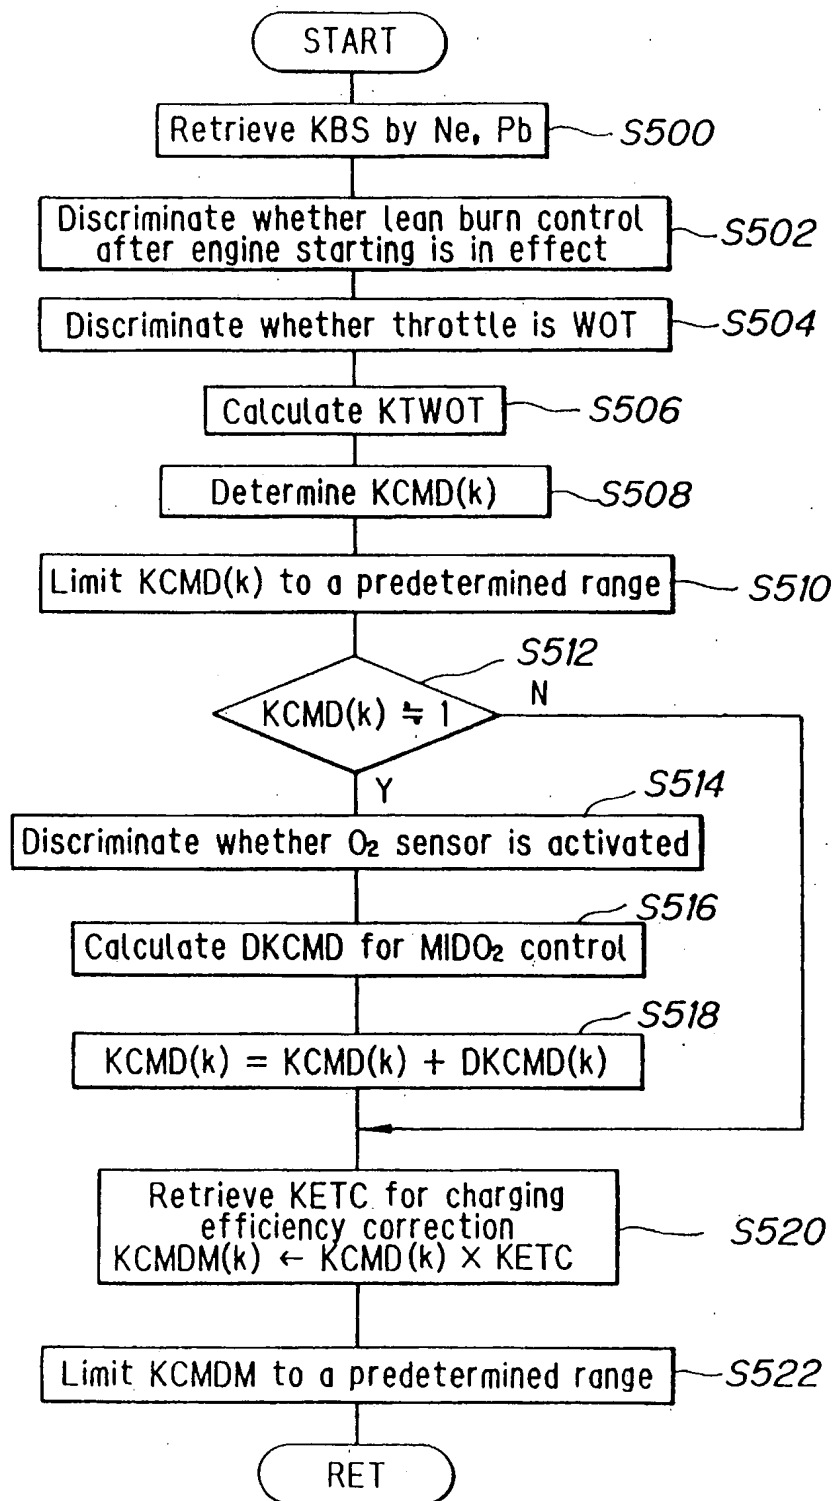 START
Retrieve KBS by Ne, Pb
S500
Discriminate whether lean burn control
after engine starting is in effect
S502
Discriminate whether throttle is WOT
S504
Calculate KTWOT
S506
Determine KCMD(k)
S508
Limit KCMD(k) to a predetermined range
S510
S512
KCMD(k) ≒ 1
N
Y
S514
Discriminate whether O₂ sensor is activated
S516
Calculate DKCMD for MIDO₂ control
S518
KCMD(k) = KCMD(k) + DKCMD(k)
Retrieve KETC for charging
efficiency correction
KCMDM(k) ← KCMD(k) × KETC
S520
Limit KCMDM to a predetermined range
S522
RET